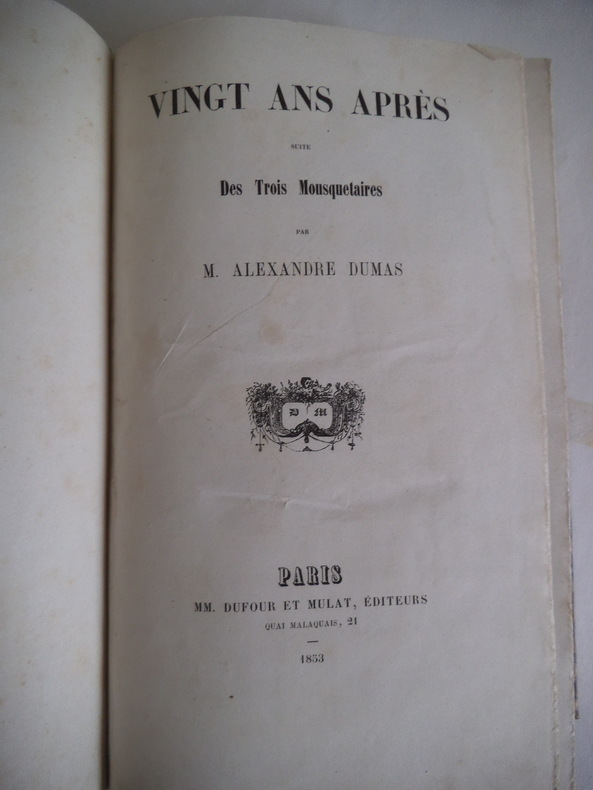 VINGT ANS APRÈS
SUITE
Des Trois Mousquetaires
PAR
M. ALEXANDRE DUMAS
D M
PARIS
MM. DUFOUR ET MULAT, ÉDITEURS
QUAI MALAQUAIS, 21
—
1853